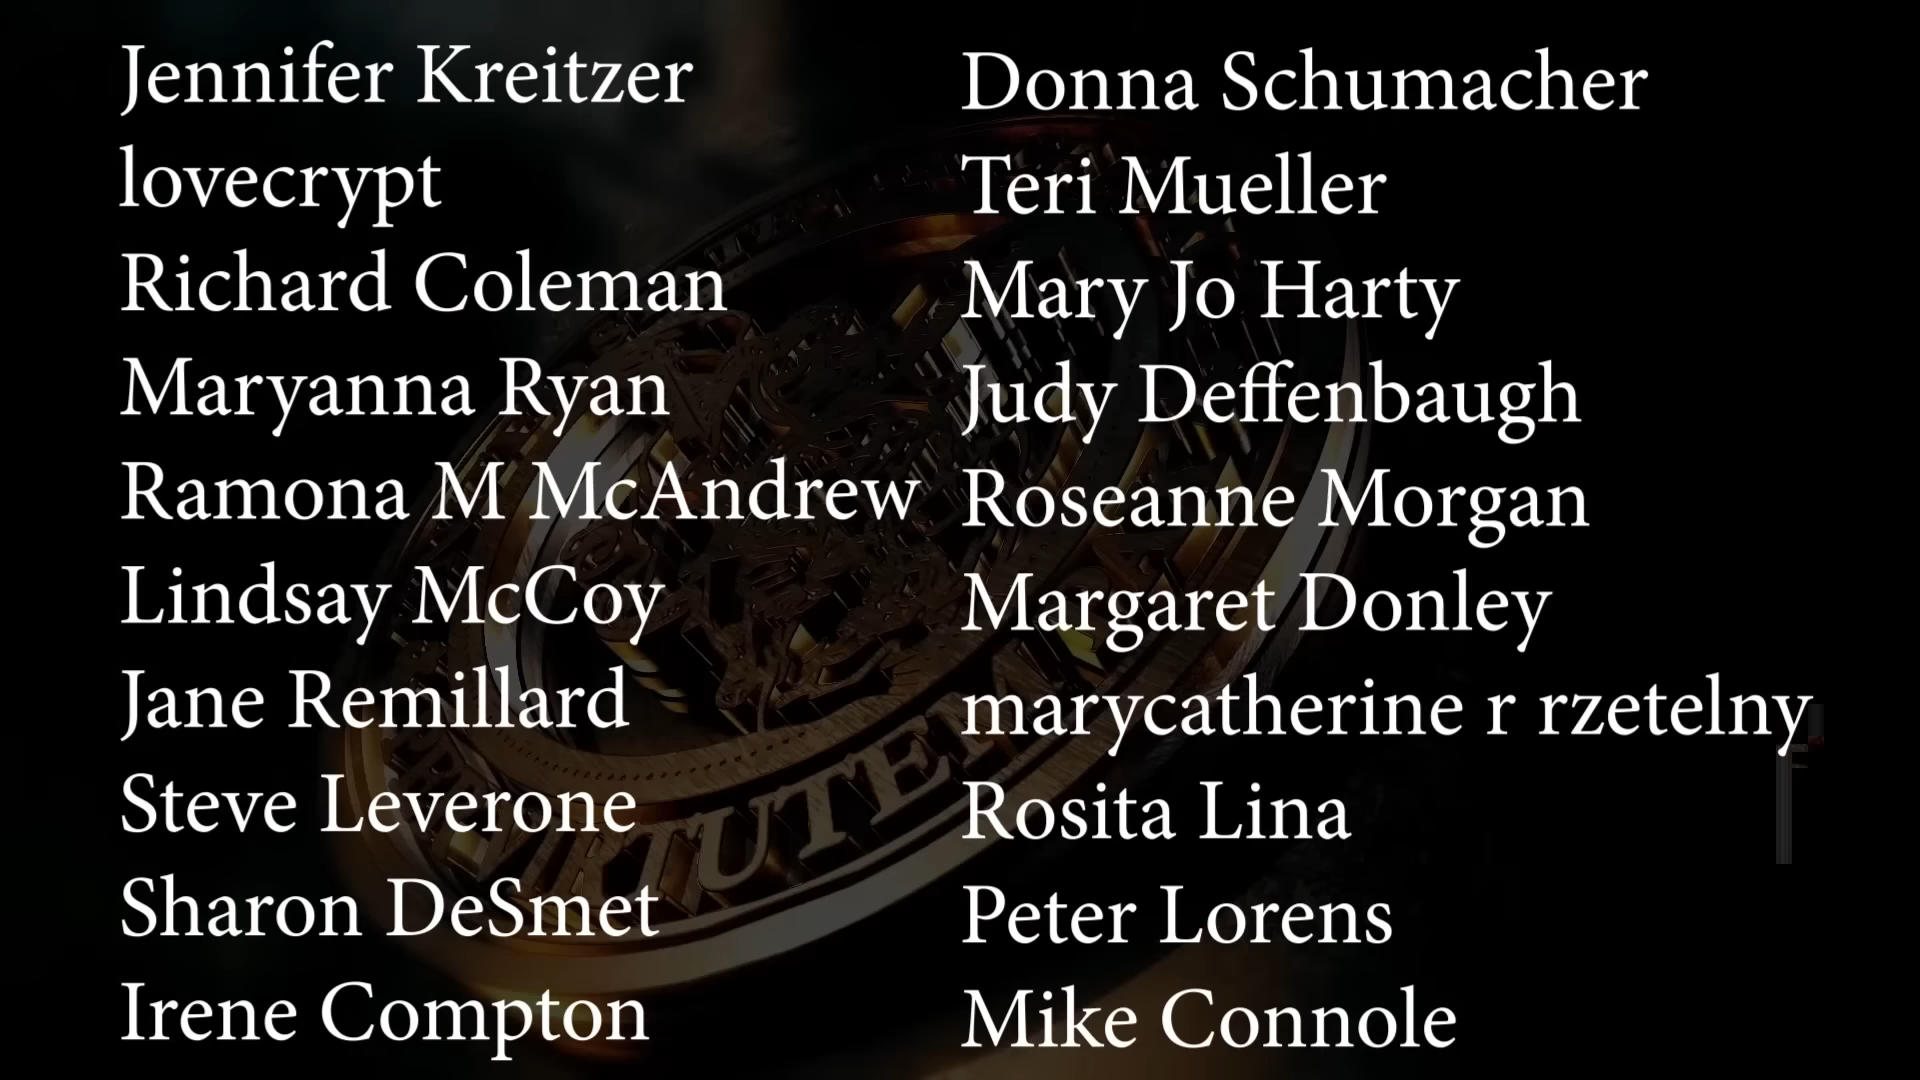 Jennifer Kreitzer
lovecrypt
Richard Coleman
Maryanna Ryan
Ramona M McAndrew
Lindsay McCoy
Jane Remillard
Steve Leverone
Sharon DeSmet
Irene Compton
Donna Schumacher
Teri Mueller
Mary Jo Harty
Judy Deffenbaugh
Roseanne Morgan
Margaret Donley
marycatherine r rzetelny
Rosita Lina
Peter Lorens
Mike Connole